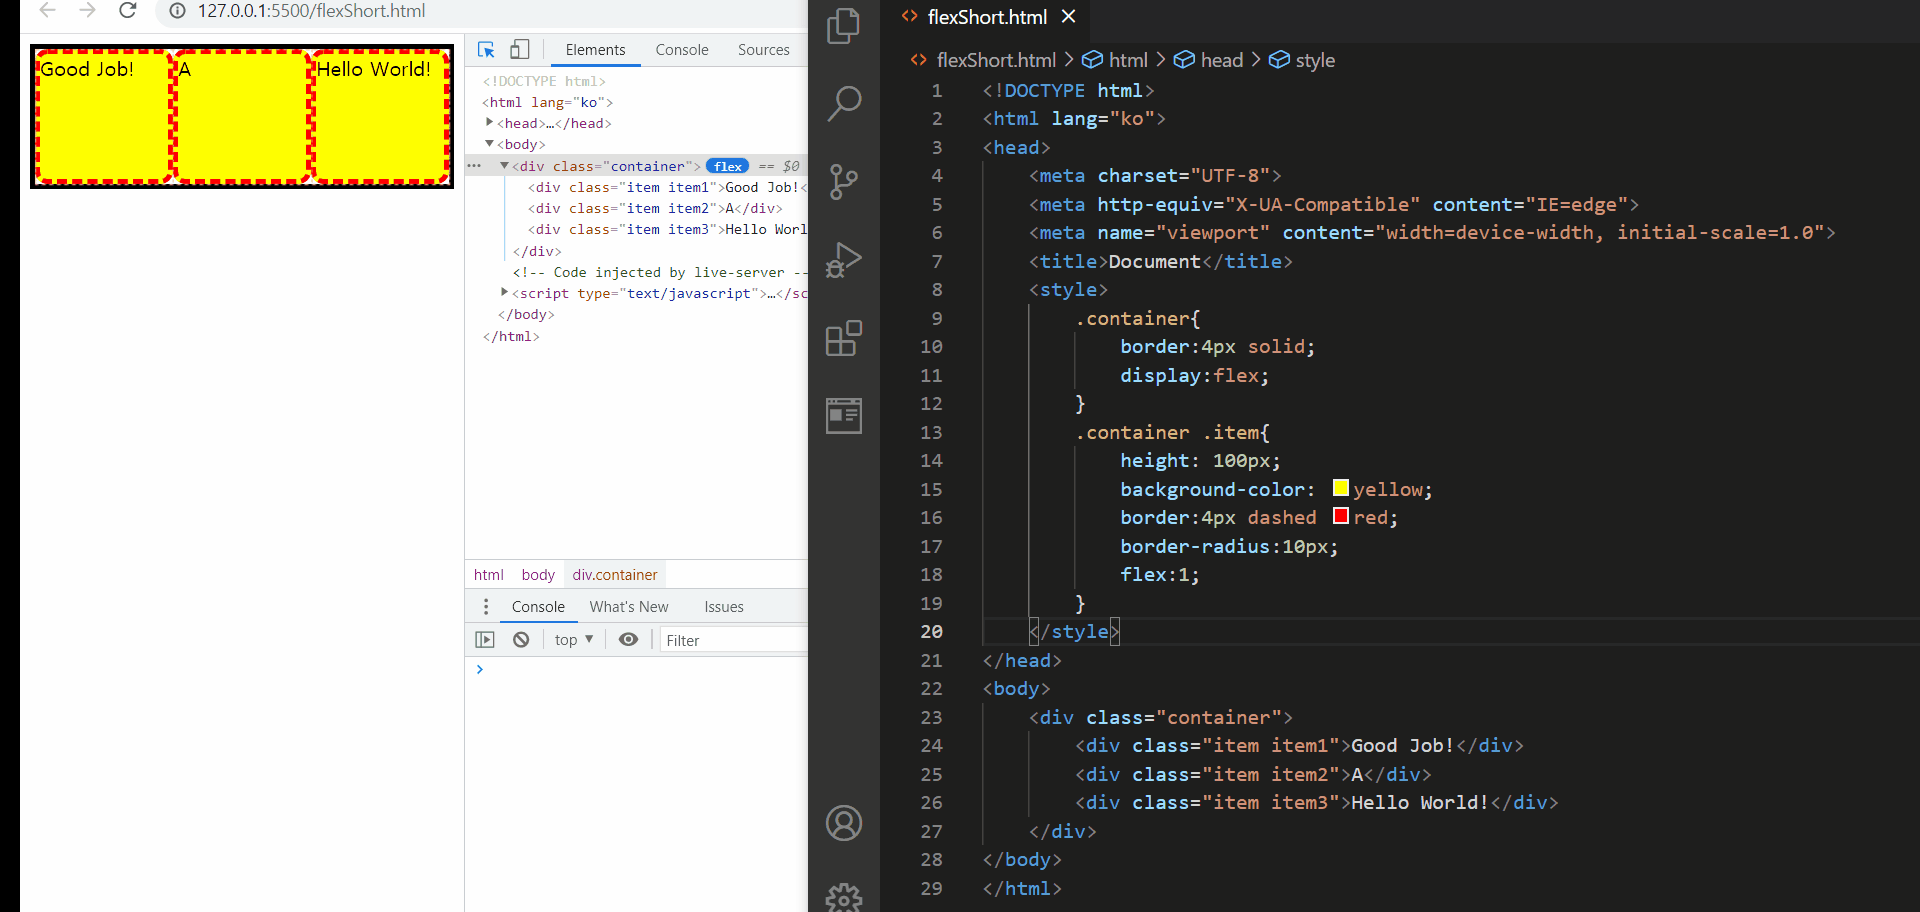 127.0.0.1:5500/flexShort.html
Good Job!
A
Hello World!
Elements Console Sources
<!DOCTYPE html>
<html lang="ko">
<head>…</head>
<body>
<div class="container"> flex == $0
<div class="item item1">Good Job!<
<div class="item item2">A</div>
<div class="item item3">Hello Worl
</div>
<!-- Code injected by live-server --
<script type="text/javascript">…</sc
</body>
</html>
html body div.container
Console What's New Issues
top Filter
flexShort.html
flexShort.html > html > head > style
1 <!DOCTYPE html>
2 <html lang="ko">
3 <head>
4 <meta charset="UTF-8">
5 <meta http-equiv="X-UA-Compatible" content="IE=edge">
6 <meta name="viewport" content="width=device-width, initial-scale=1.0">
7 <title>Document</title>
8 <style>
9 .container{
10 border:4px solid;
11 display:flex;
12 }
13 .container .item{
14 height: 100px;
15 background-color: yellow;
16 border:4px dashed red;
17 border-radius:10px;
18 flex:1;
19 }
20 </style>
21 </head>
22 <body>
23 <div class="container">
24 <div class="item item1">Good Job!</div>
25 <div class="item item2">A</div>
26 <div class="item item3">Hello World!</div>
27 </div>
28 </body>
29 </html>